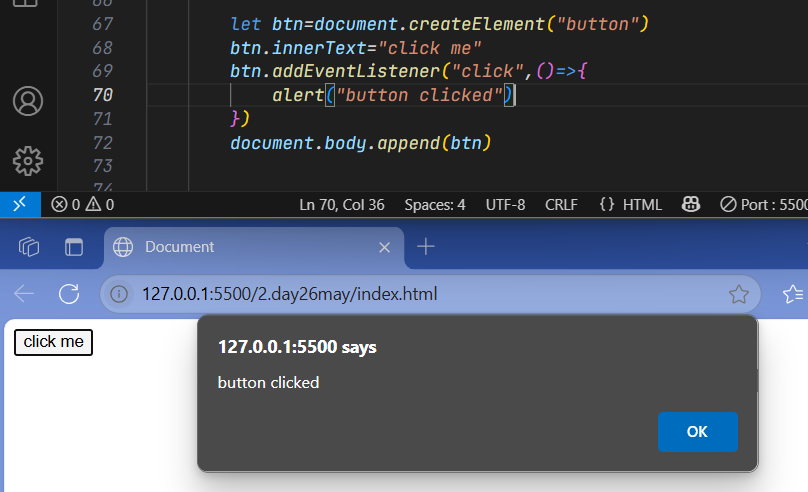 66
67 let btn=document.createElement("button")
68 btn.innerText="click me"
69 btn.addEventListener("click",()=>{
70 alert("button clicked")
71 })
72 document.body.append(btn)
73
74
0 0 Ln 70, Col 36 Spaces: 4 UTF-8 CRLF {} HTML Port : 5500
Document
127.0.0.1:5500/2.day26may/index.html
click me
127.0.0.1:5500 says
button clicked
OK